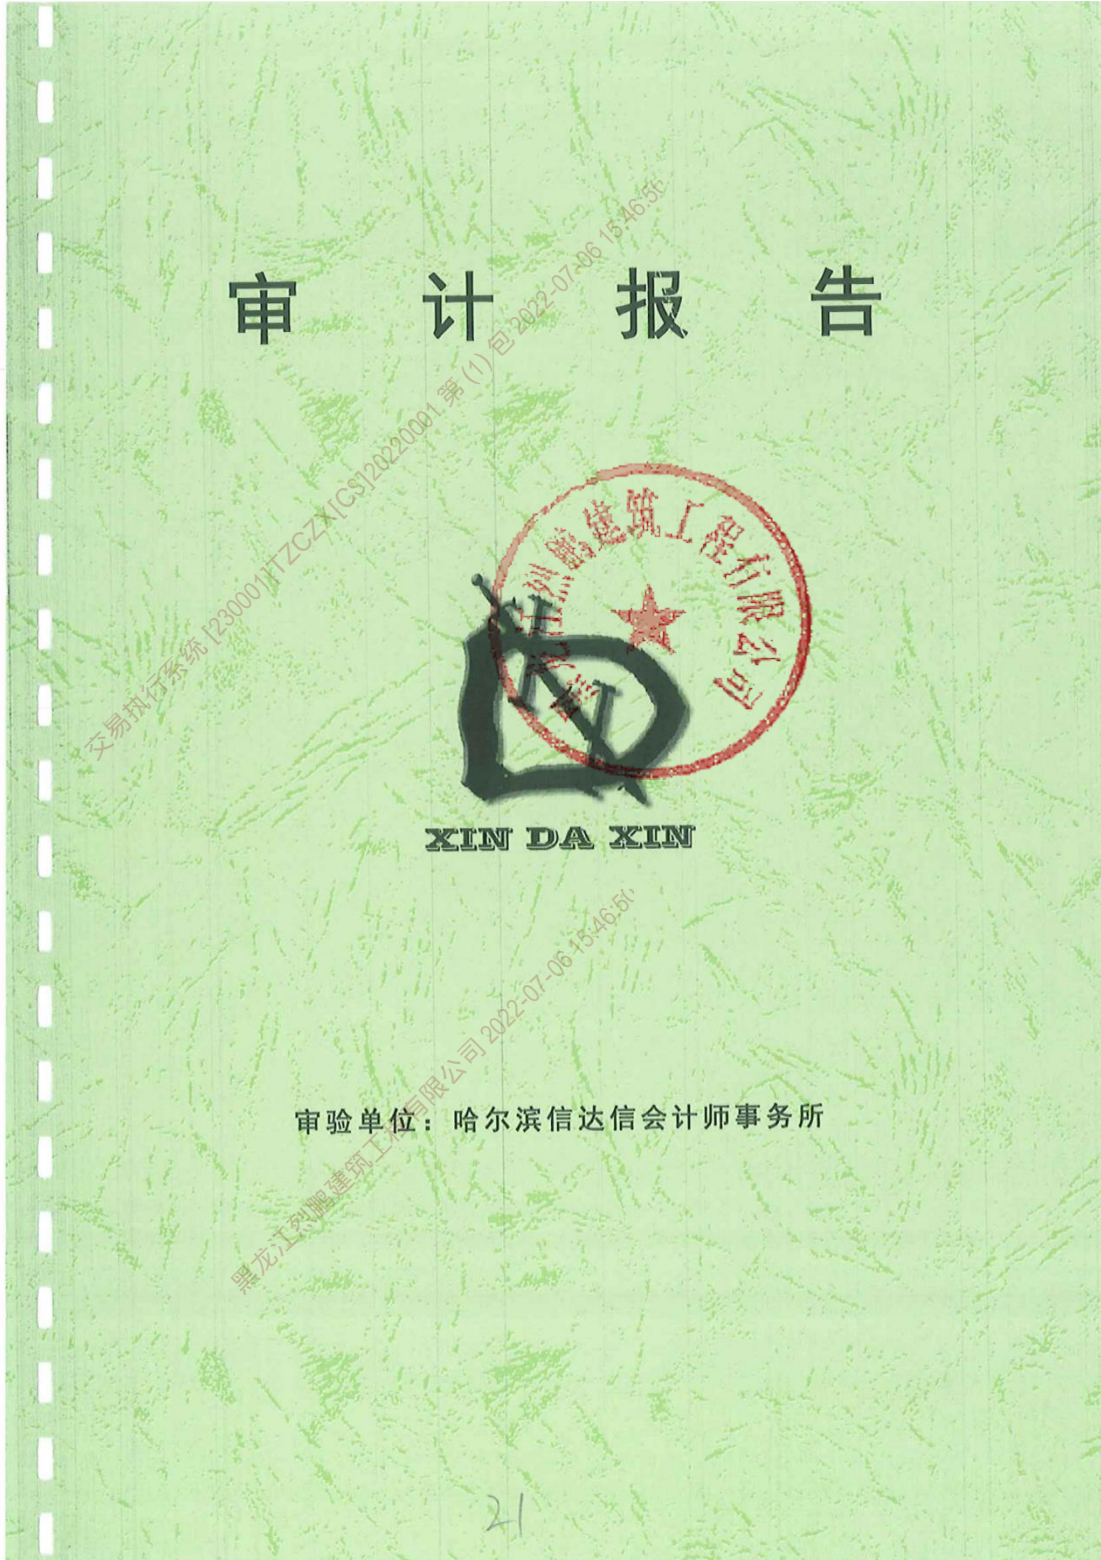 审 计 报 告
交易执行系统 [230001]TZCZX[CS]20220001 第 (1) 包 2022-07-06 15:46:56
黑龙江烈鹏建筑工程有限公司
XIN DA XIN
黑龙江烈鹏建筑工程有限公司 2022-07-06 15:46:56
审验单位：哈尔滨信达信会计师事务所
21